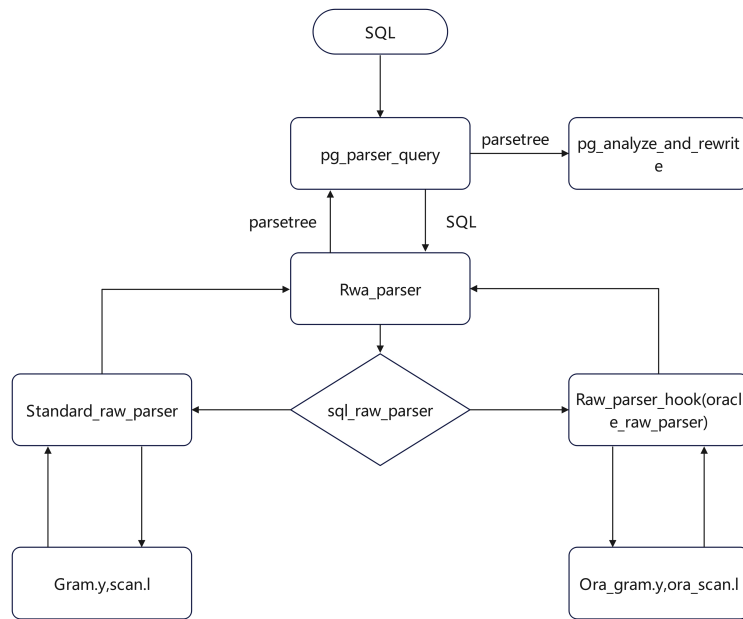 SQL
pg_parser_query
parsetree
pg_analyze_and_rewrit
e
parsetree
SQL
Rwa_parser
Standard_raw_parser
sql_raw_parser
Raw_parser_hook(oracl
e_raw_parser)
Gram.y,scan.l
Ora_gram.y,ora_scan.l